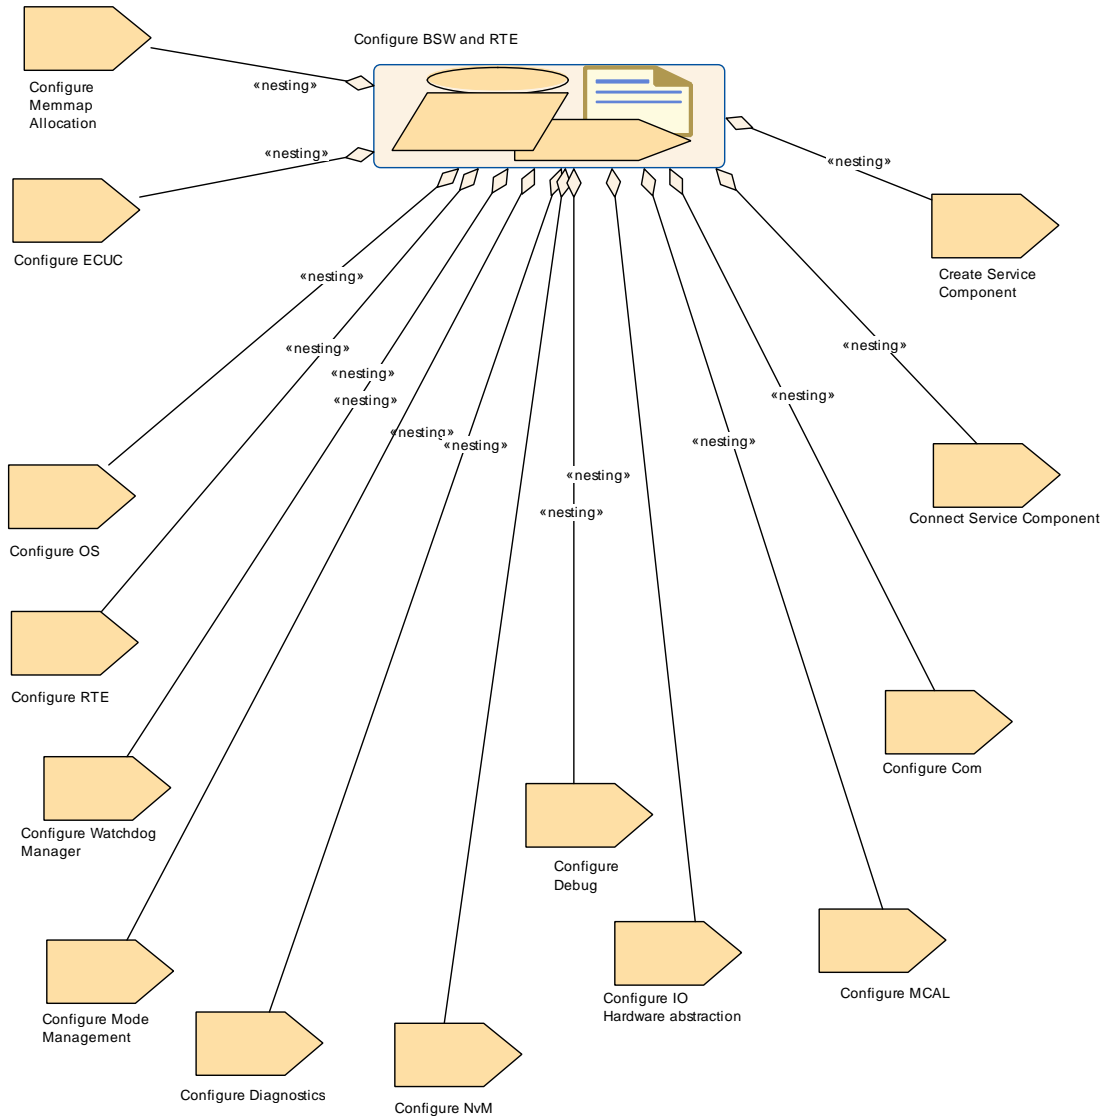 Configure BSW and RTE
«nesting»
Configure
Memmap
Allocation
«nesting»
«nesting»
Configure ECUC
Create Service
Component
«nesting»
«nesting»
«nesting»
«nesting»
«nesting»
«nesting»
«nesting»
«nesting»
«nesting»
«nesting»
«nesting»
Connect Service Component
«nesting»
Configure OS
Configure RTE
Configure Com
Configure Watchdog
Manager
Configure
Debug
Configure MCAL
Configure IO
Hardware abstraction
Configure Mode
Management
Configure Diagnostics
Configure NvM